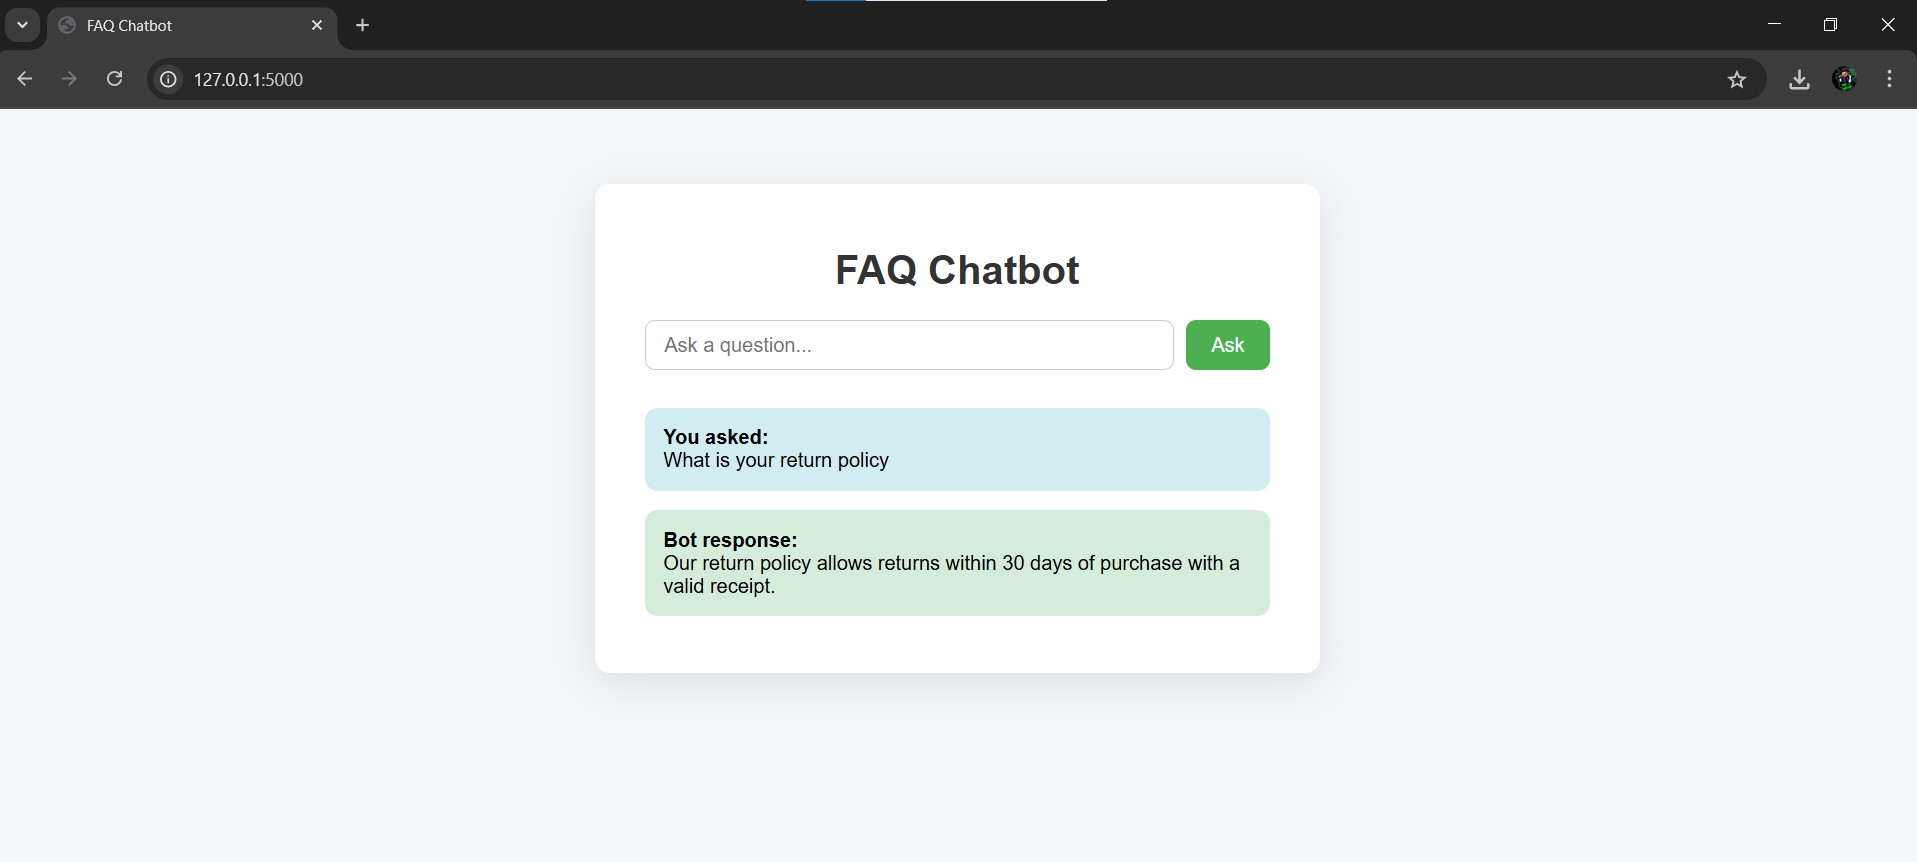 FAQ Chatbot
127.0.0.1:5000
FAQ Chatbot
Ask a question...
Ask
You asked:
What is your return policy
Bot response:
Our return policy allows returns within 30 days of purchase with a
valid receipt.